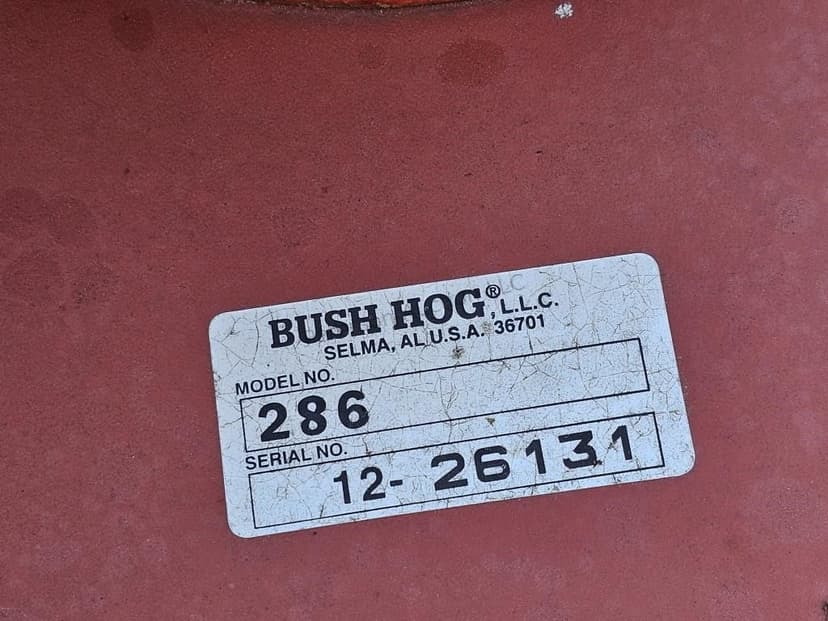 BUSH HOG®, L.L.C.
SELMA, AL U.S.A. 36701
MODEL NO.
286
SERIAL NO.
12- 26131